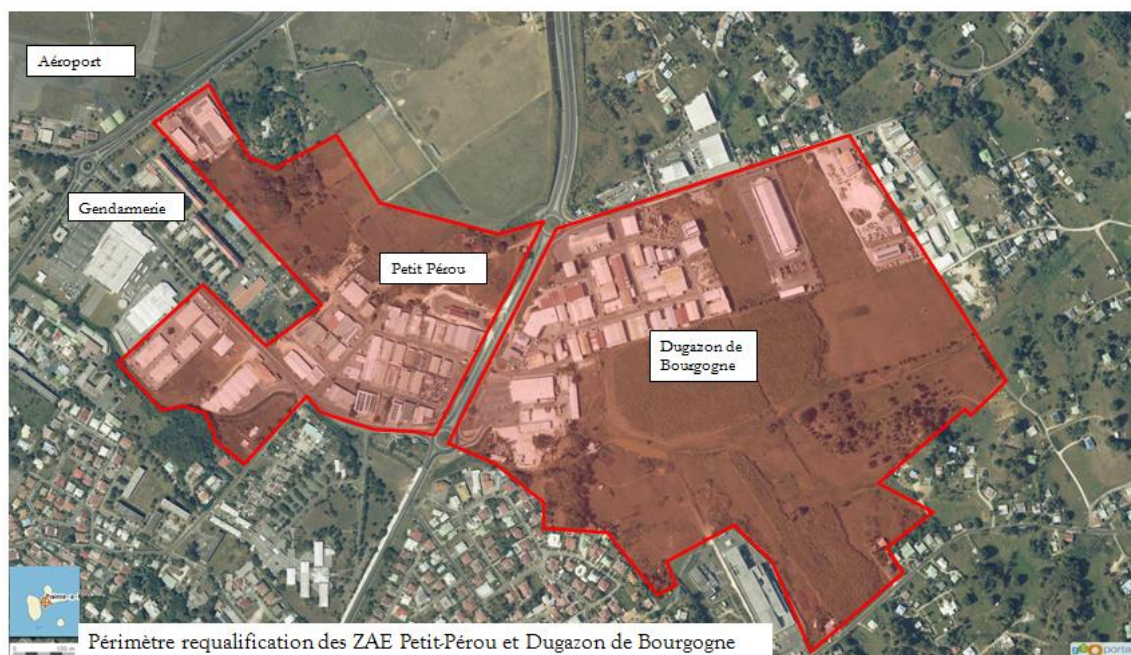 Aéroport
Gendarmerie
Petit Pérou
Dugazon de
Bourgogne
Périmètre requalification des ZAE Petit-Pérou et Dugazon de Bourgogne